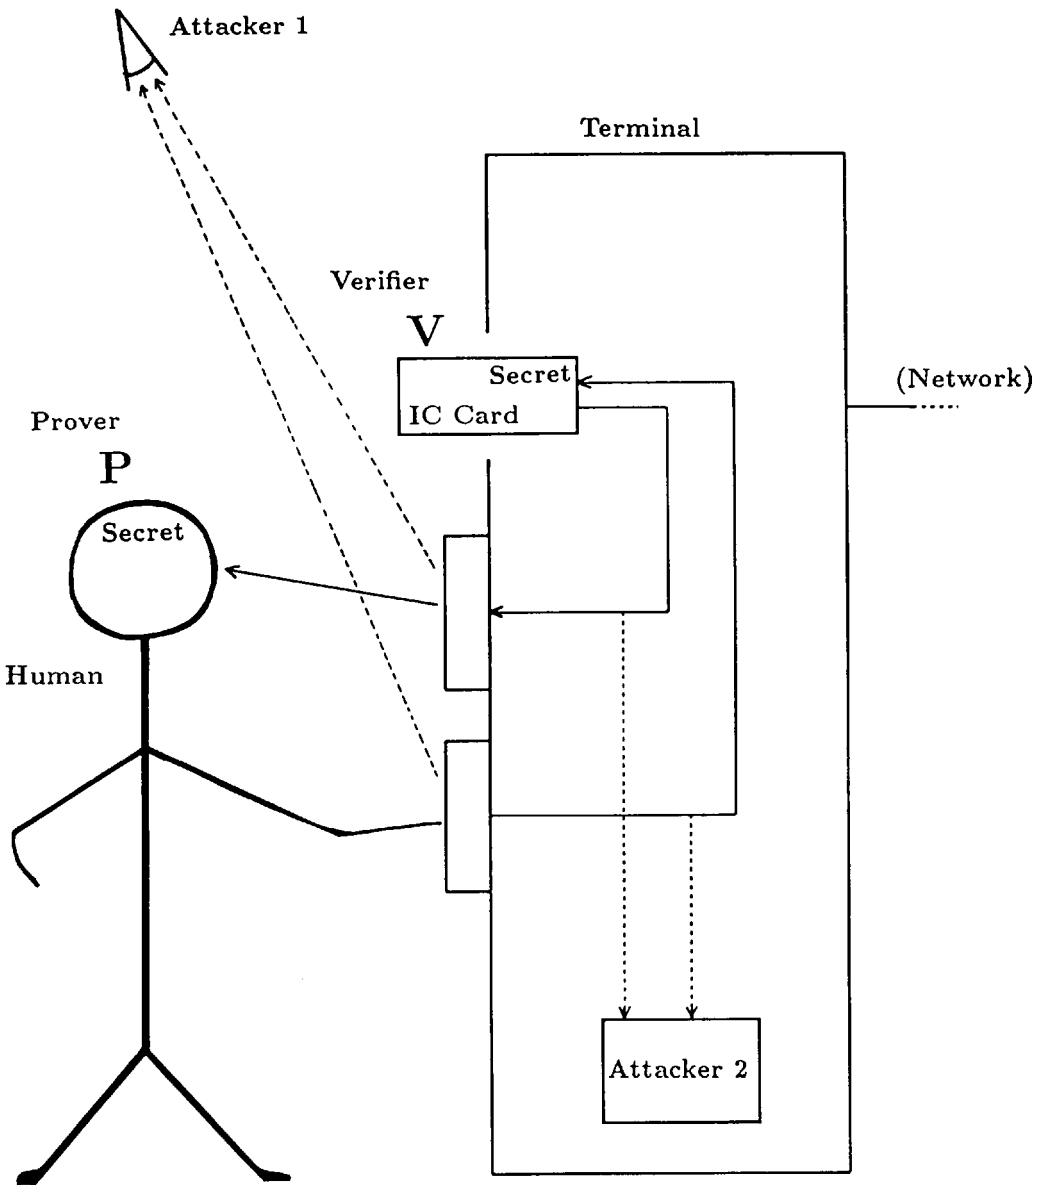 Attacker 1
Terminal
Verifier
V
Secret
IC Card
(Network)
Prover
P
Secret
Human
Attacker 2